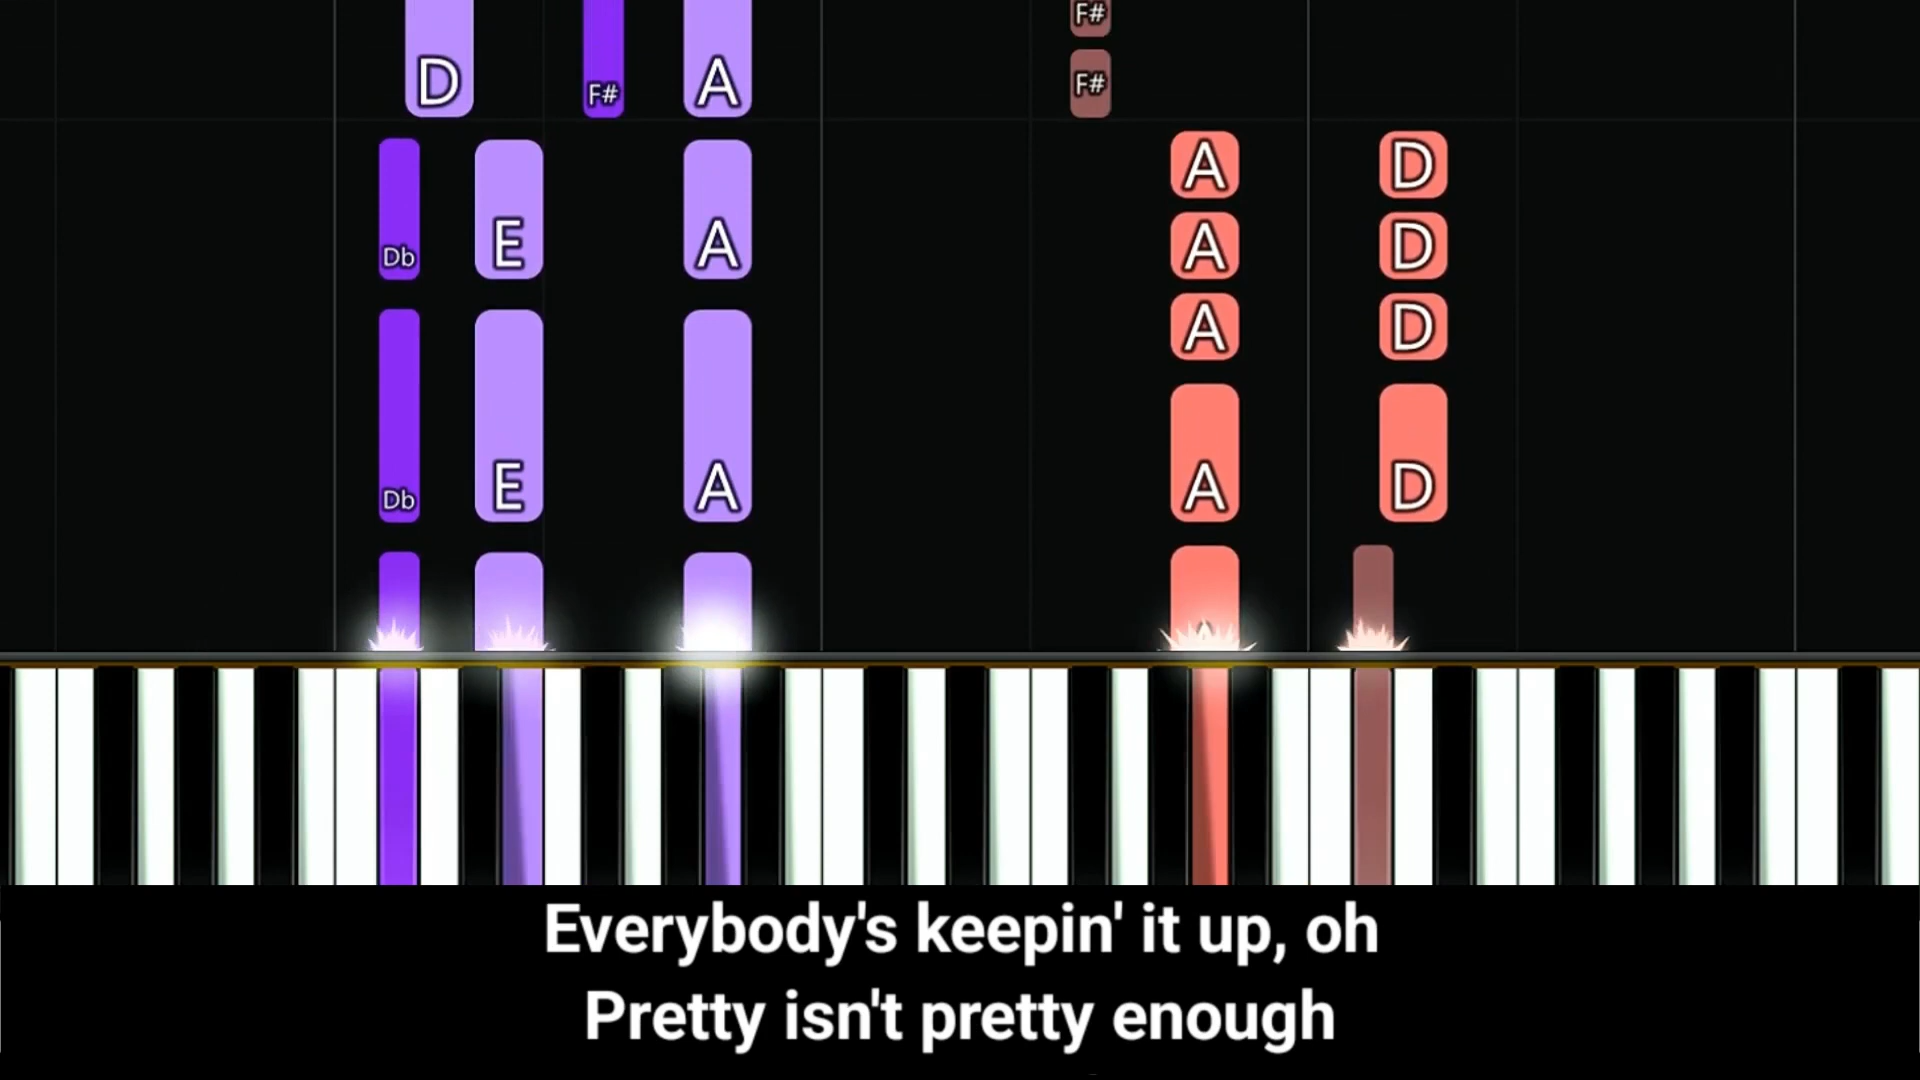 F#
D F# A F#
A D
Db E A A D
A D
Db E A A D
Everybody's keepin' it up, oh
Pretty isn't pretty enough